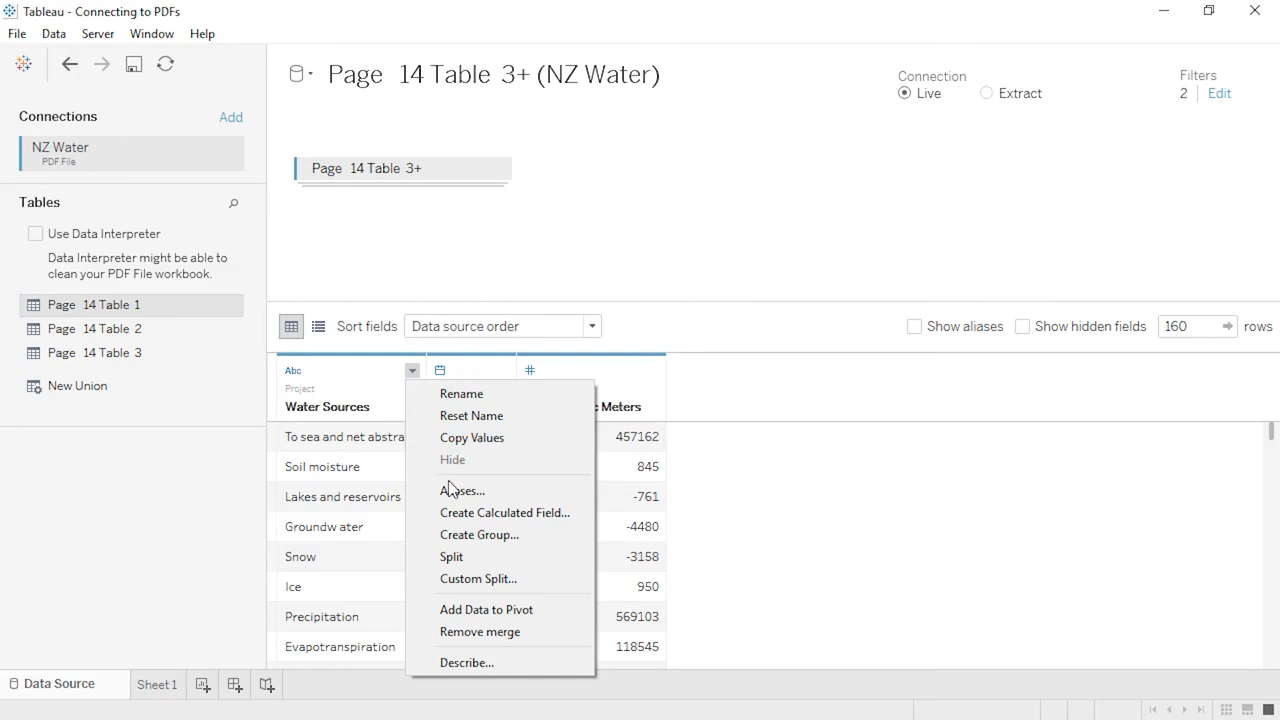 Tableau - Connecting to PDFs
File Data Server Window Help
Page 14 Table 3+ (NZ Water)
Connection
Live Extract
Filters
2 Edit
Connections Add
NZ Water
PDF File
Page 14 Table 3+
Tables
Use Data Interpreter
Data Interpreter might be able to
clean your PDF File workbook.
Page 14 Table 1
Page 14 Table 2
Page 14 Table 3
New Union
Sort fields Data source order Show aliases Show hidden fields 160 rows
Abc #
Project
Water Sources c Meters
To sea and net abstra 457162
Soil moisture 845
Lakes and reservoirs -761
Groundw ater -4480
Snow -3158
Ice 950
Precipitation 569103
Evapotranspiration 118545
Rename
Reset Name
Copy Values
Hide
Create Calculated Field...
Create Group...
Split
Custom Split...
Add Data to Pivot
Remove merge
Describe...
Data Source Sheet 1